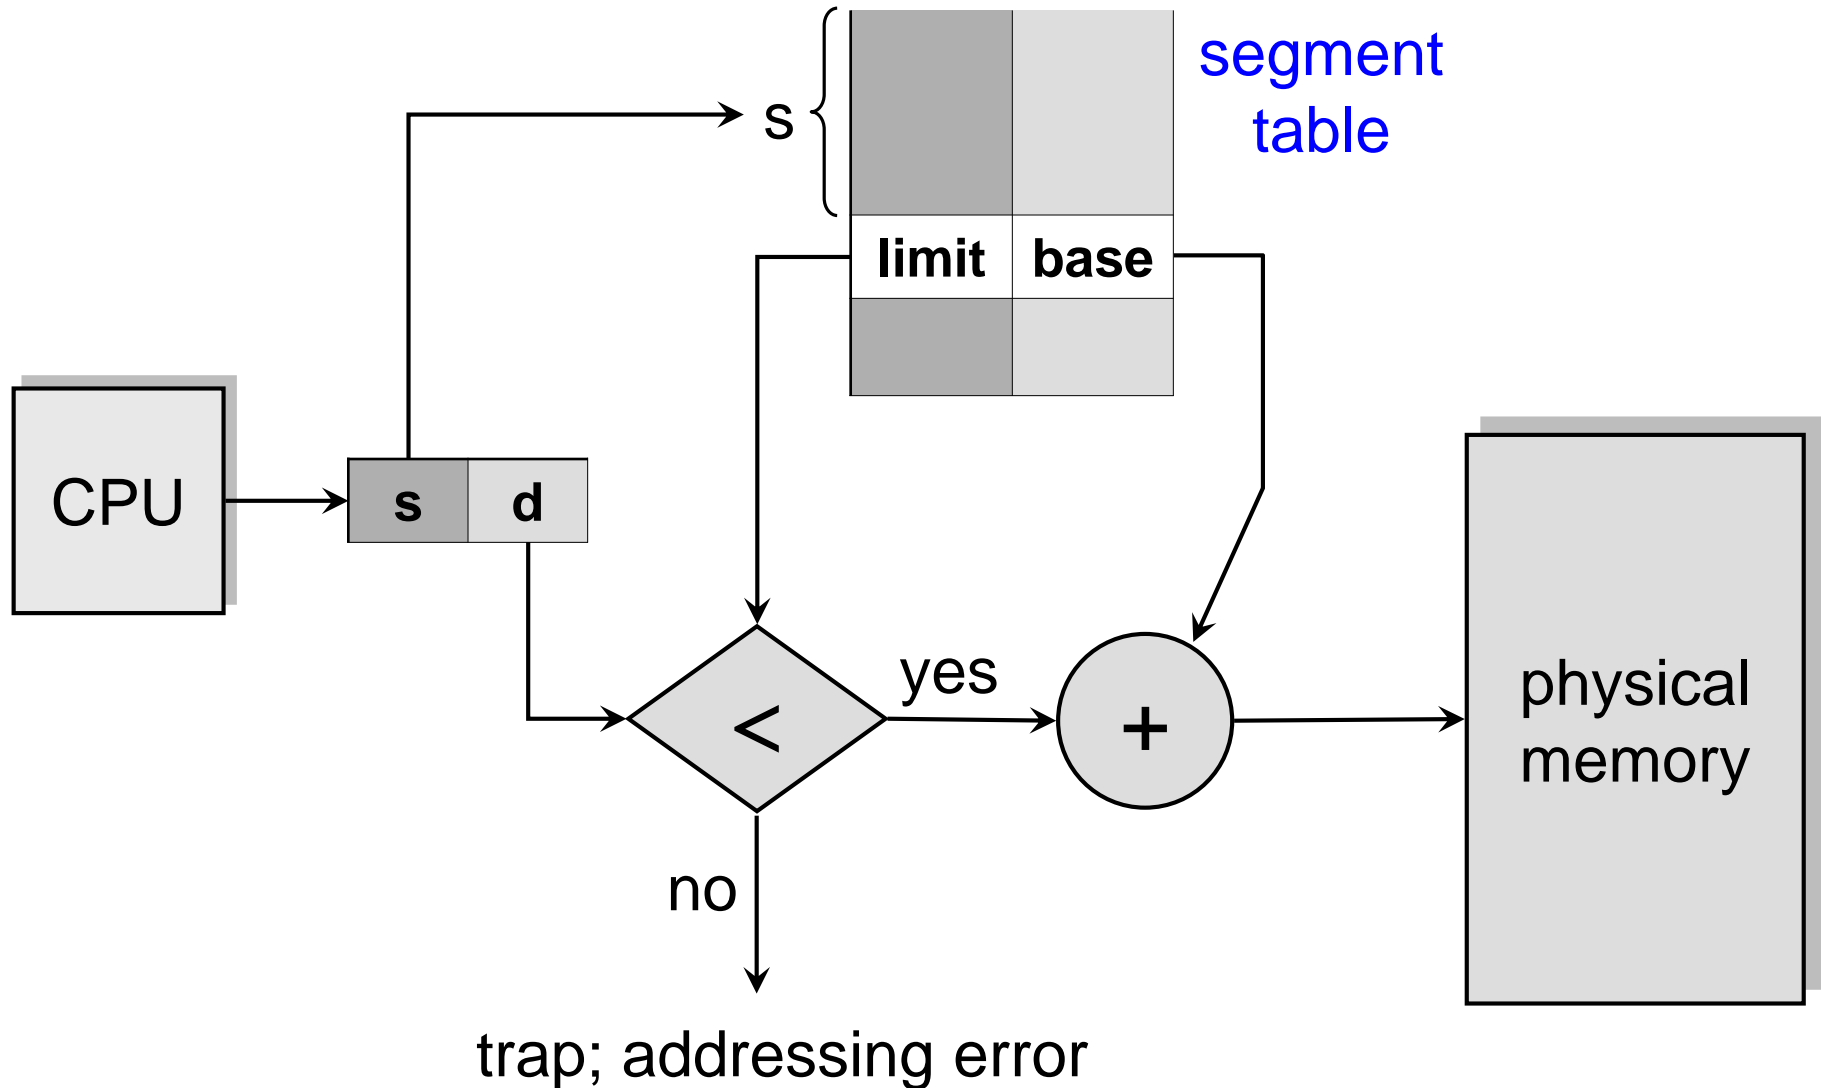 segment
table
s
limit base
CPU
s d
yes
<
+
physical
memory
no
trap; addressing error